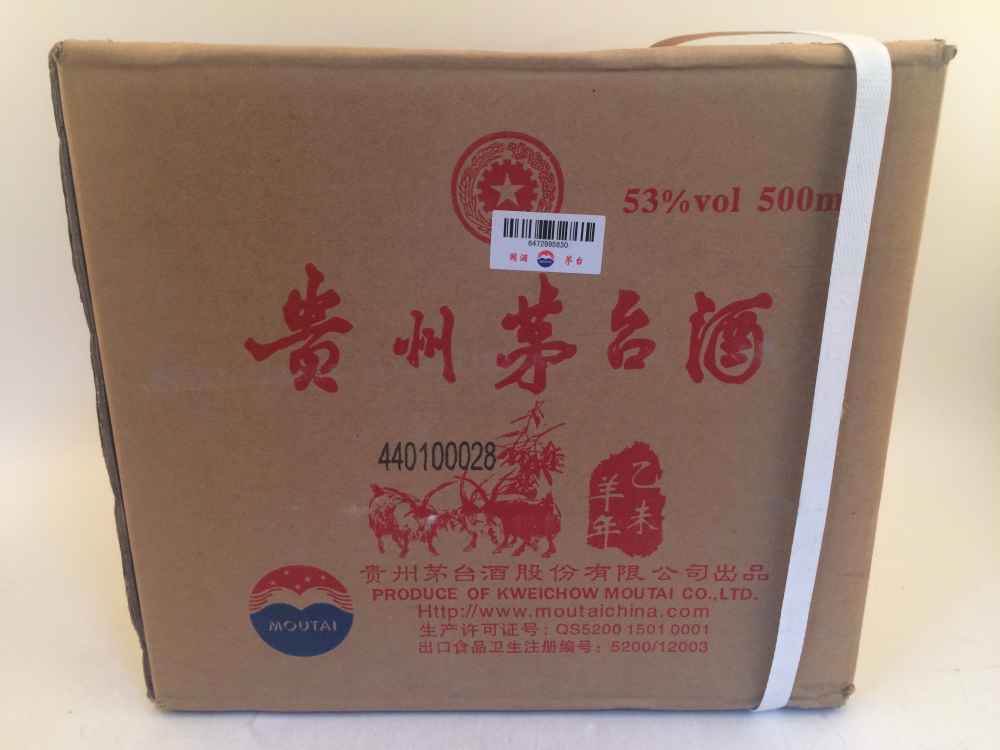 53%vol 500m
6472895830
国酒 茅台
贵州茅台酒
440100028
乙未
羊年
贵州茅台酒股份有限公司出品
PRODUCE OF KWEICHOW MOUTAI CO.,LTD.
Http://www.moutaichina.com
MOUTAI
生产许可证号: QS5200 1501 0001
出口食品卫生注册编号: 5200/12003